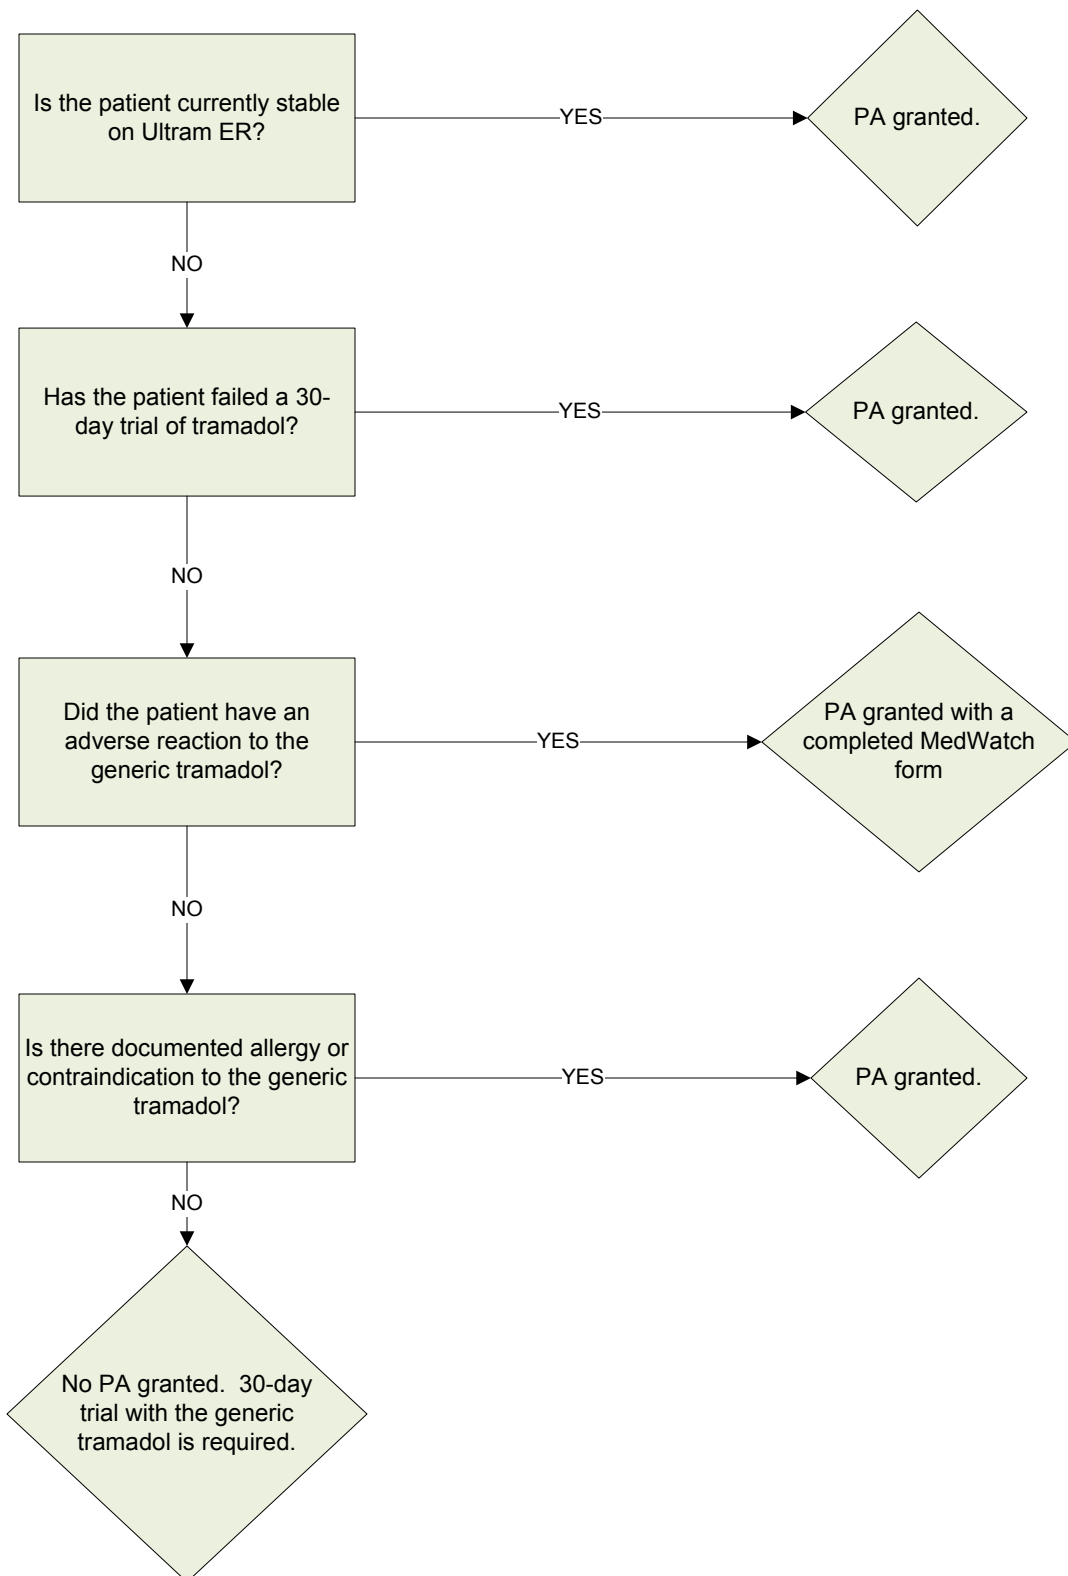 Is the patient currently stable
on Ultram ER?
YES
PA granted.
NO
Has the patient failed a 30-
day trial of tramadol?
YES
PA granted.
NO
Did the patient have an
adverse reaction to the
generic tramadol?
YES
PA granted with a
completed MedWatch
form
NO
Is there documented allergy or
contraindication to the generic
tramadol?
YES
PA granted.
NO
No PA granted.  30-day
trial with the generic
tramadol is required.